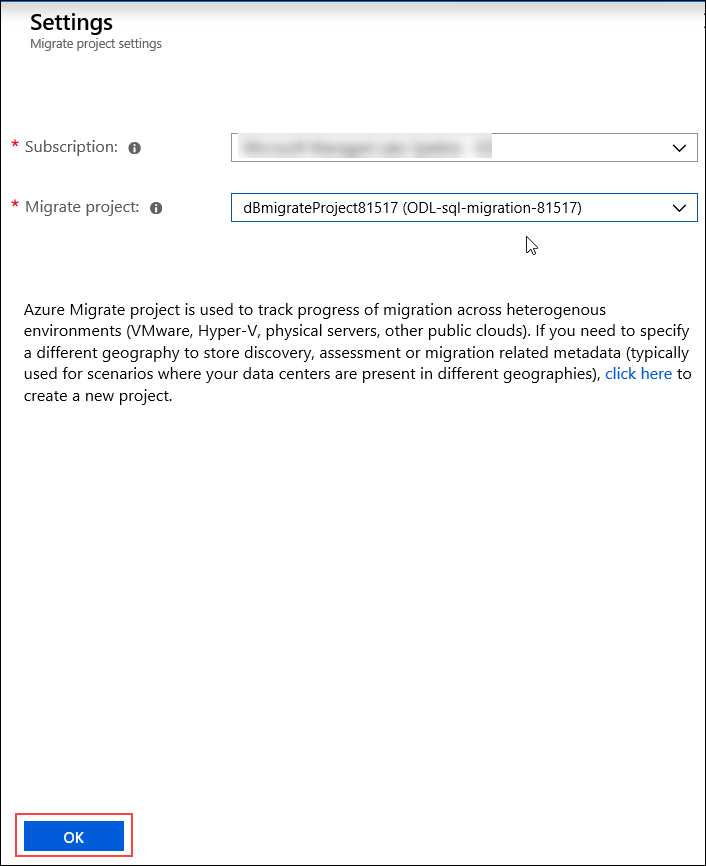 Settings
Migrate project settings
* Subscription:
* Migrate project:
dBmigrateProject81517 (ODL-sql-migration-81517)
Azure Migrate project is used to track progress of migration across heterogenous
environments (VMware, Hyper-V, physical servers, other public clouds). If you need to specify
a different geography to store discovery, assessment or migration related metadata (typically
used for scenarios where your data centers are present in different geographies), click here to
create a new project.
OK